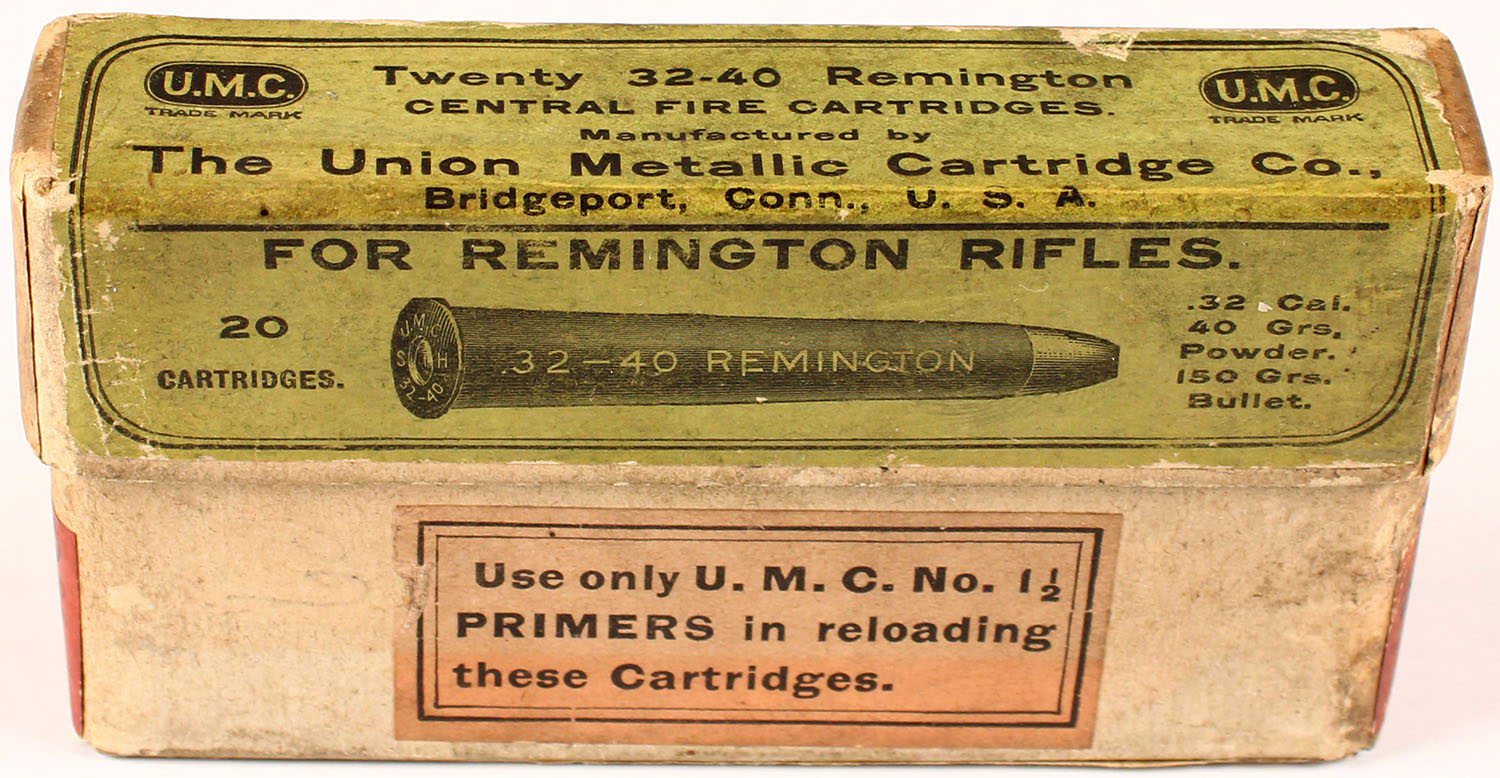 U.M.C.
TRADE MARK
Twenty 32-40 Remington
CENTRAL FIRE CARTRIDGES.
Manufactured by
The Union Metallic Cartridge Co.,
Bridgeport, Conn., U. S. A.
U.M.C.
TRADE MARK
FOR REMINGTON RIFLES.
20
CARTRIDGES.
U.M.C.
S H
32-40
.32-40 REMINGTON
.32 Cal.
40 Grs.
Powder.
150 Grs.
Bullet.
Use only U. M. C. No. 1½
PRIMERS in reloading
these Cartridges.